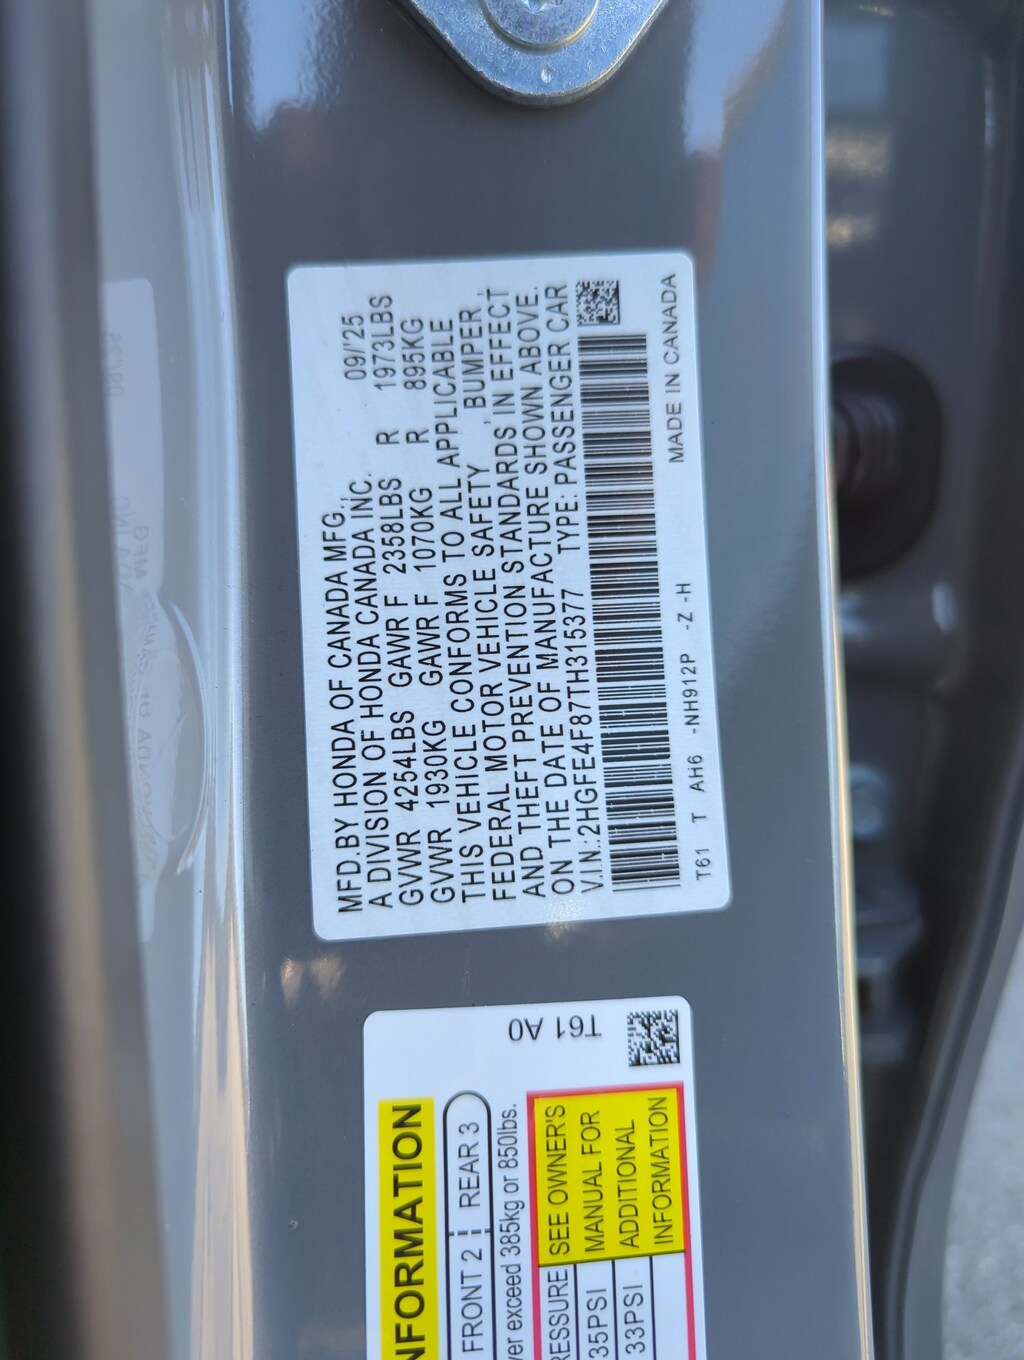 MFD.BY HONDA OF CANADA MFG.,
A DIVISION OF HONDA CANADA INC. 09/'25
GVWR 4254LBS GAWR F 2358LBS R 1973LBS
GVWR 1930KG GAWR F 1070KG R 895KG
THIS VEHICLE CONFORMS TO ALL APPLICABLE
FEDERAL MOTOR VEHICLE SAFETY , BUMPER ,
AND THEFT PREVENTION STANDARDS IN EFFECT
ON THE DATE OF MANUFACTURE SHOWN ABOVE.
V.I.N.:2HGFE4F87TH315377 TYPE: PASSENGER CAR
T61 T AH6 -NH912P -Z -H MADE IN CANADA
T61 A0
FRONT 2 REAR 3
exceed 385kg or 850lbs.
SEE OWNER'S
MANUAL FOR
ADDITIONAL
INFORMATION
35PSI
33PSI